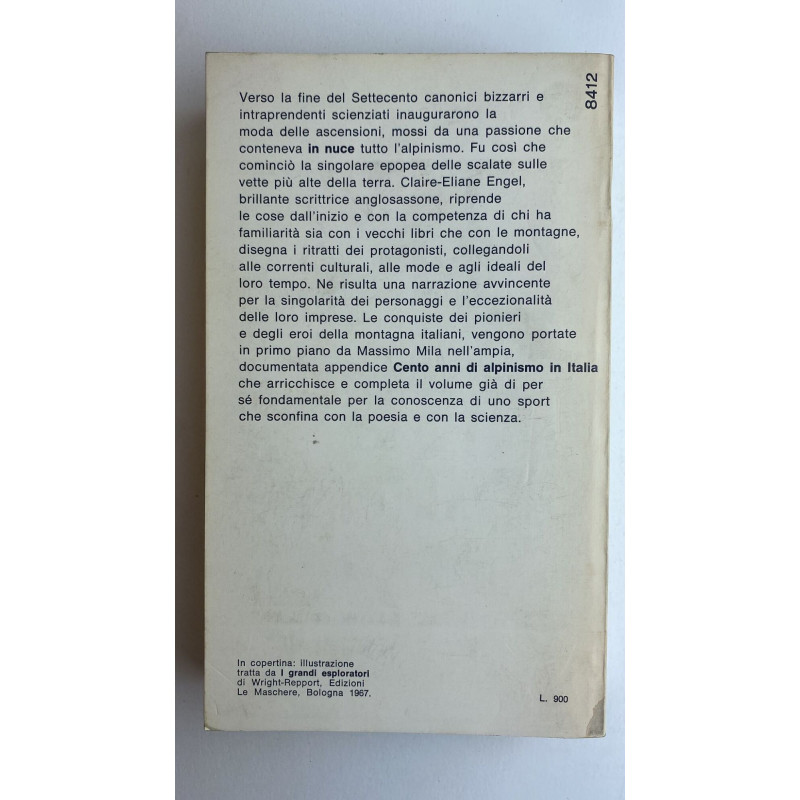 8412
Verso la fine del Settecento canonici bizzarri e
intraprendenti scienziati inaugurarono la
moda delle ascensioni, mossi da una passione che
conteneva in nuce tutto l'alpinismo. Fu così che
cominciò la singolare epopea delle scalate sulle
vette più alte della terra. Claire-Eliane Engel,
brillante scrittrice anglosassone, riprende
le cose dall'inizio e con la competenza di chi ha
familiarità sia con i vecchi libri che con le montagne,
disegna i ritratti dei protagonisti, collegandoli
alle correnti culturali, alle mode e agli ideali del
loro tempo. Ne risulta una narrazione avvincente
per la singolarità dei personaggi e l'eccezionalità
delle loro imprese. Le conquiste dei pionieri
e degli eroi della montagna italiani, vengono portate
in primo piano da Massimo Mila nell'ampia,
documentata appendice Cento anni di alpinismo in Italia
che arricchisce e completa il volume già di per
sé fondamentale per la conoscenza di uno sport
che sconfina con la poesia e con la scienza.
In copertina: illustrazione
tratta da I grandi esploratori
di Wright-Repport, Edizioni
Le Maschere, Bologna 1967.
L. 900